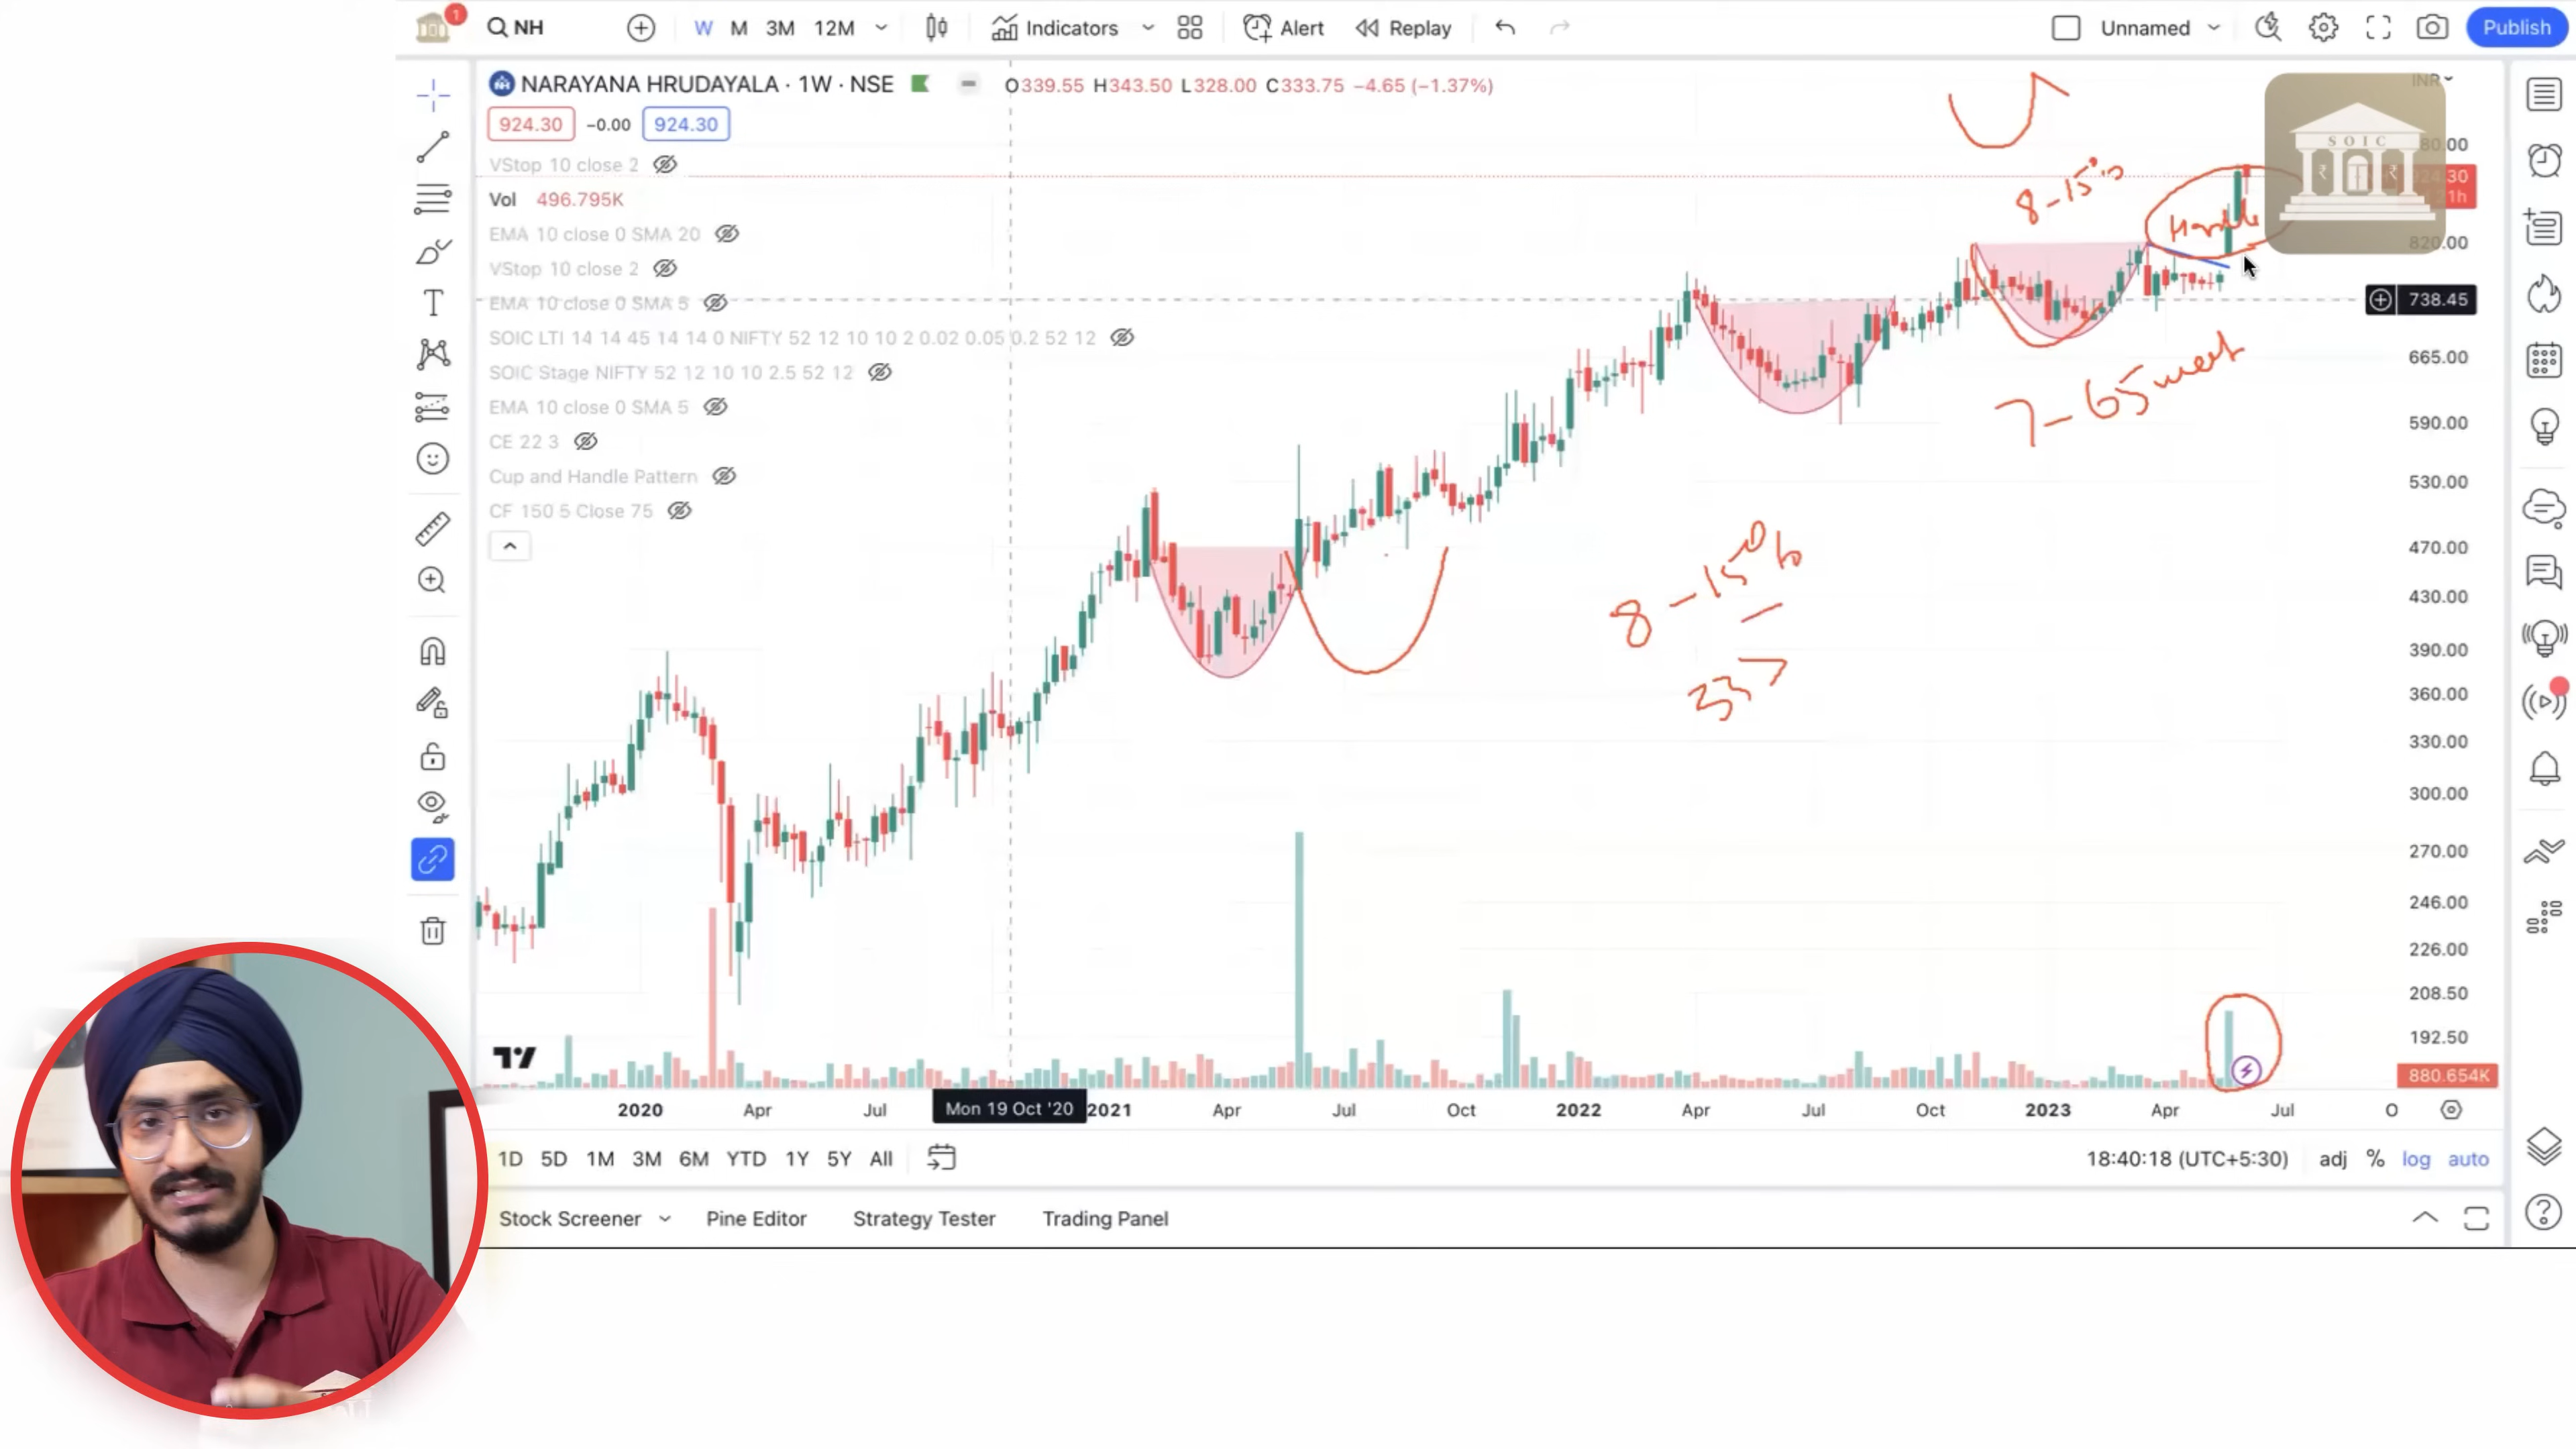 1
NH
W M 3M 12M
Indicators
Alert
Replay
Unnamed
Publish
NARAYANA HRUDAYALA · 1W · NSE
O339.55 H343.50 L328.00 C333.75 −4.65 (−1.37%)
INR
924.30 −0.00 924.30
VStop 10 close 2
Vol 496.795K
EMA 10 close 0 SMA 20
VStop 10 close 2
EMA 10 close 0 SMA 5
SOIC LTI 14 14 45 14 14 0 NIFTY 52 12 10 10 2 0.02 0.05 0.2 52 12
SOIC Stage NIFTY 52 12 10 10 2.5 52 12
EMA 10 close 0 SMA 5
CE 22 3
Cup and Handle Pattern
CF 150 5 Close 75
SOIC
8-15%
Handle
7-65 week
8-15%
33%
820.00
738.45
665.00
590.00
530.00
470.00
430.00
390.00
360.00
330.00
300.00
270.00
246.00
226.00
208.50
192.50
880.654K
2020 Apr Jul Mon 19 Oct '20 2021 Apr Jul Oct 2022 Apr Jul Oct 2023 Apr Jul O
1D 5D 1M 3M 6M YTD 1Y 5Y All
18:40:18 (UTC+5:30) adj % log auto
Stock Screener Pine Editor Strategy Tester Trading Panel